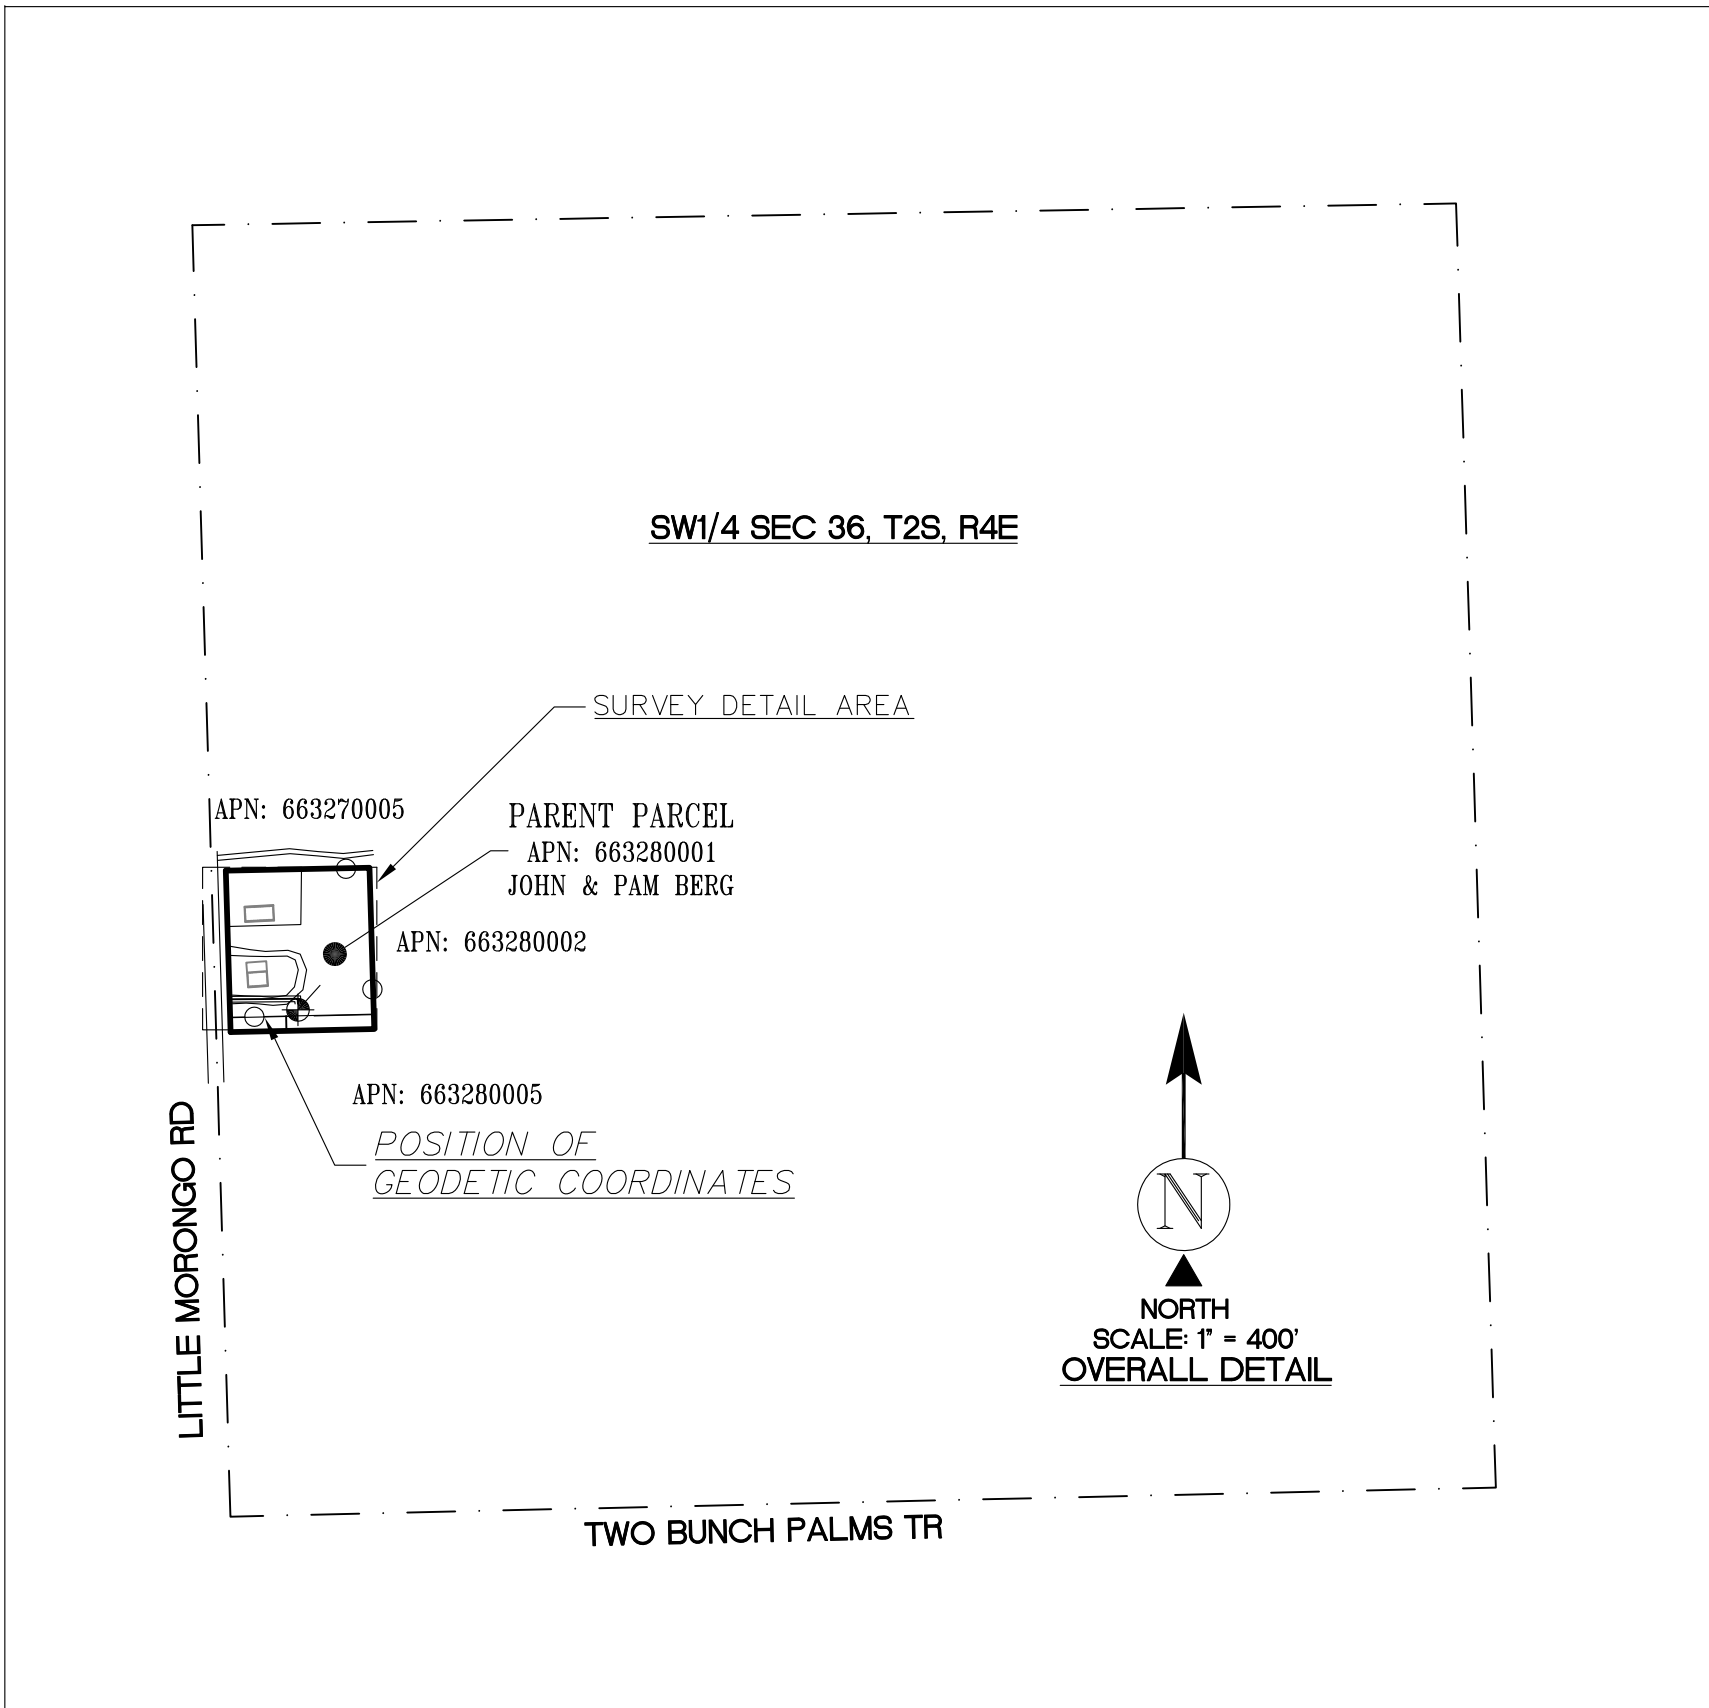 SW1/4 SEC 36, T2S, R4E
SURVEY DETAIL AREA
APN: 663270005
PARENT PARCEL
APN: 663280001
JOHN & PAM BERG
APN: 663280002
APN: 663280005
POSITION OF
GEODETIC COORDINATES
LITTLE MORONGO RD
N
NORTH
SCALE: 1" = 400'
OVERALL DETAIL
TWO BUNCH PALMS TR